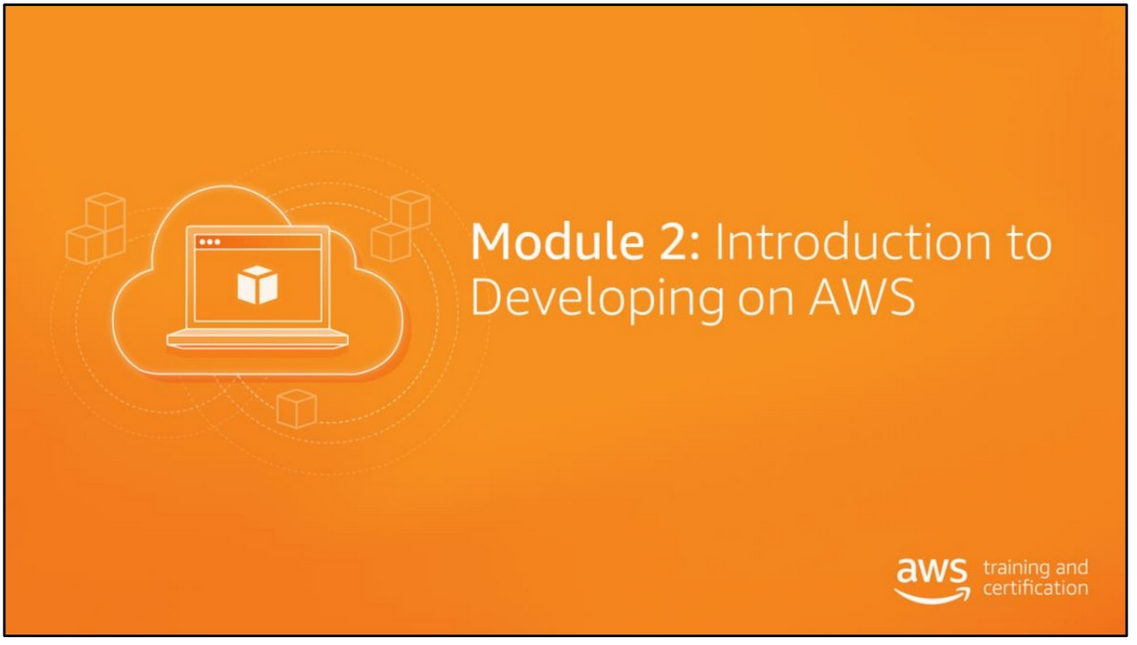 Module 2: Introduction to
Developing on AWS
aws training and
certification